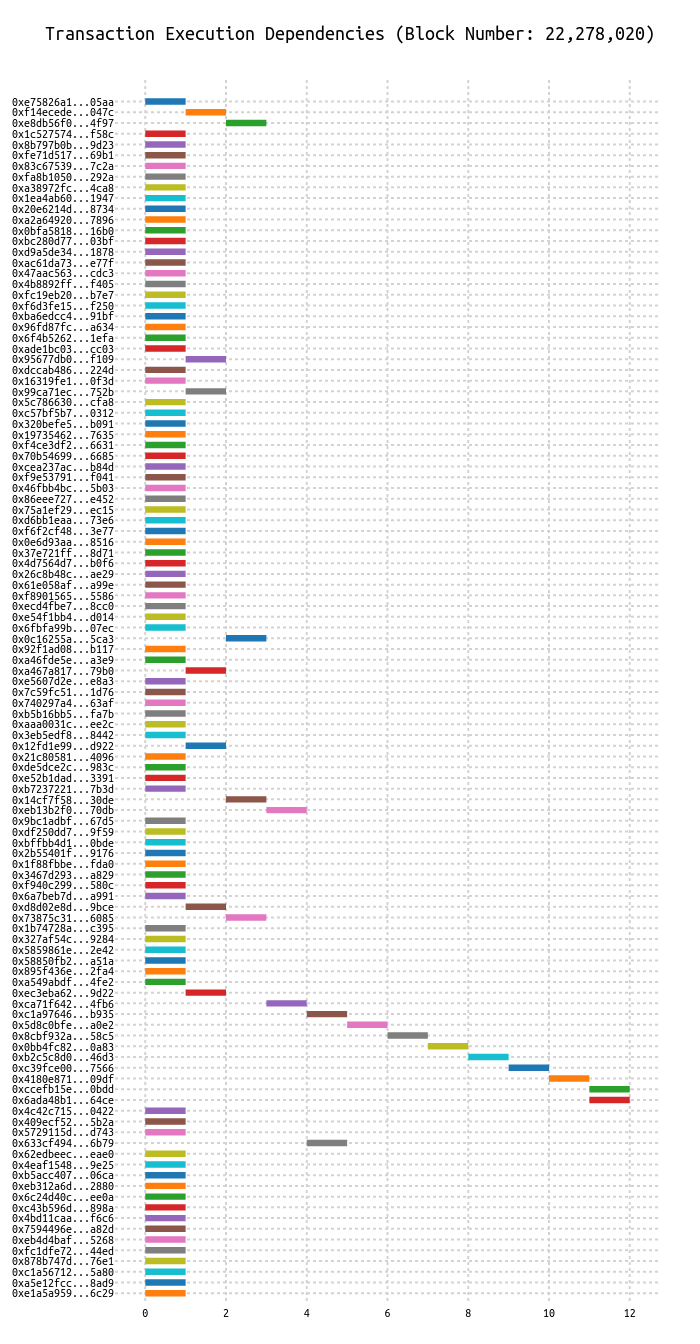 Transaction Execution Dependencies (Block Number: 22,278,020)
0xe75826a1...05aa
0xf14ecede...047c
0xe8db56f0...4f97
0x1c527574...f58c
0x8b797b0b...9d23
0xfe71d517...69b1
0x83c67539...7c2a
0xfa8b1050...292a
0xa38972fc...4ca8
0x1ea4ab60...1947
0x20e6214d...8734
0xa2a64920...7896
0x0bfa5818...16b0
0xbc280d77...03bf
0xd9a5de34...1878
0xac61da73...e77f
0x47aac563...cdc3
0x4b8892ff...f405
0xfc19eb20...b7e7
0xf6d3fe15...f250
0xba6edcc4...91bf
0x96fd87fc...a634
0x6f4b5262...1efa
0xade1bc03...cc03
0x95677db0...f109
0xdccab486...224d
0x16319fe1...0f3d
0x99ca71ec...752b
0x5c786630...cfa8
0xc57bf5b7...0312
0x320befe5...b091
0x19735462...7635
0xf4ce3df2...6631
0x70b54699...6685
0xcea237ac...b84d
0xf9e53791...f041
0x46fbb4bc...5b03
0x86eee727...e452
0x75a1ef29...ec15
0xd6bb1eaa...73e6
0xf6f2cf48...3e77
0x0e6d93aa...8516
0x37e721ff...8d71
0x4d7564d7...b0f6
0x26c8b48c...ae29
0x61e058af...a99e
0xf8901565...5586
0xecd4fbe7...8cc0
0xe54f1bb4...d014
0x6fbfa99b...07ec
0x0c16255a...5ca3
0x92f1ad08...b117
0xa46fde5e...a3e9
0xa467a817...79b0
0xe5607d2e...e8a3
0x7c59fc51...1d76
0x740297a4...63af
0xb5b16bb5...fa7b
0xaaa0031c...ee2c
0x3eb5edf8...8442
0x12fd1e99...d922
0x21c80581...4096
0xde5dce2c...983c
0xe52b1dad...3391
0xb7237221...7b3d
0x14cf7f58...30de
0xeb13b2f0...70db
0x9bc1adbf...67d5
0xdf250dd7...9f59
0xbffbb4d1...0bde
0x2b55401f...9176
0x1f88fbbe...fda0
0x3467d293...a829
0xf940c299...580c
0x6a7beb7d...a991
0xd8d02e8d...9bce
0x73875c31...6085
0x1b74728a...c395
0x327af54c...9284
0x5859861e...2e42
0x58850fb2...a51a
0x895f436e...2fa4
0xa549abdf...4fe2
0xec3eba62...9d22
0xca71f642...4fb6
0xc1a97646...b935
0x5d8c0bfe...a0e2
0x8cbf932a...58c5
0x0bb4fc82...0a83
0xb2c5c8d0...46d3
0xc39fce00...7566
0x4180e871...09df
0xccefb15e...0bdd
0x6ada48b1...64ce
0x4c42c715...0422
0x409ecf52...5b2a
0x5729115d...d743
0x633cf494...6b79
0x62edbeec...eae0
0x4eaf1548...9e25
0xb5acc407...06ca
0xeb312a6d...2880
0x6c24d40c...ee0a
0xc43b596d...898a
0x4bd11caa...f6c6
0x7594496e...a82d
0xeb4d4baf...5268
0xfc1dfe72...44ed
0x878b747d...76e1
0xc1a56712...5a80
0xa5e12fcc...8ad9
0xe1a5a959...6c29
0 2 4 6 8 10 12